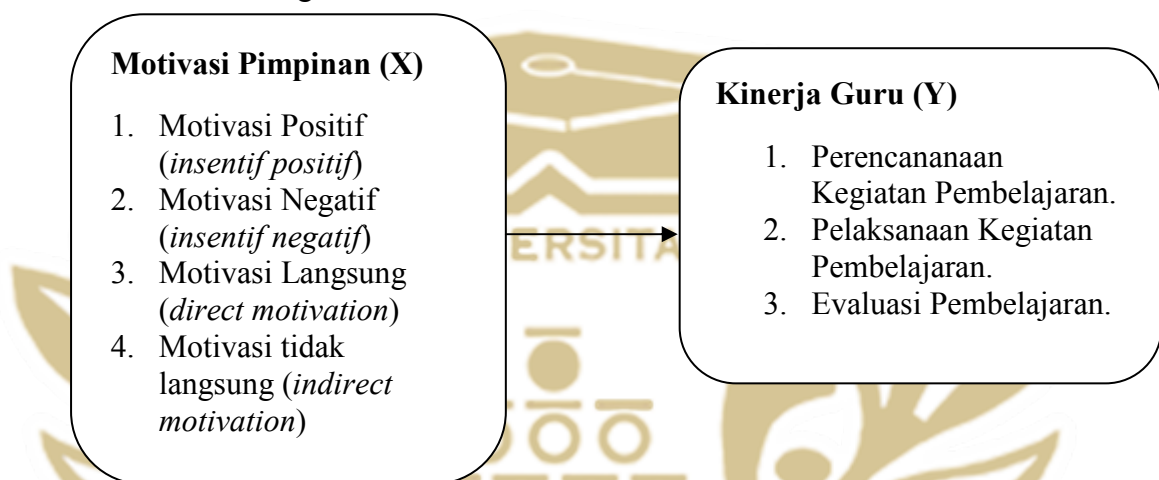 Motivasi Pimpinan (X)
1. Motivasi Positif
(insentif positif)
2. Motivasi Negatif
(insentif negatif)
3. Motivasi Langsung
(direct motivation)
4. Motivasi tidak
langsung (indirect
motivation)
Kinerja Guru (Y)
1. Perencananaan
Kegiatan Pembelajaran.
2. Pelaksanaan Kegiatan
Pembelajaran.
3. Evaluasi Pembelajaran.
ERSITA